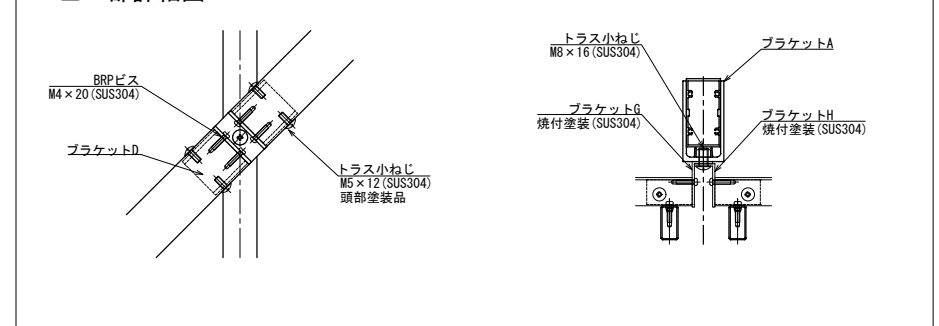 BRPビス
M4×20(SUS304)
ブラケットD
トラス小ねじ
M5×12(SUS304)
頭部塗装品
トラス小ねじ
M8×16(SUS304)
ブラケットA
ブラケットG
焼付塗装(SUS304)
ブラケットH
焼付塗装(SUS304)